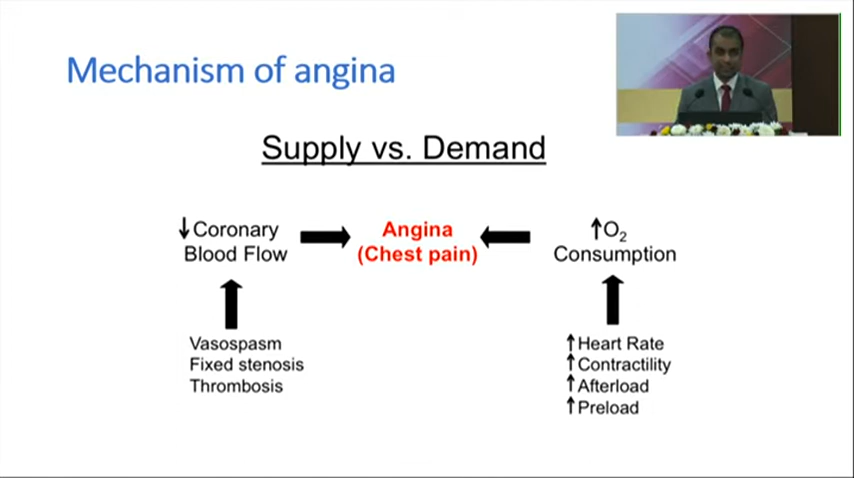 Mechanism of angina
Supply vs. Demand
↓Coronary
Blood Flow
Angina
(Chest pain)
↑O₂
Consumption
Vasospasm
Fixed stenosis
Thrombosis
↑Heart Rate
↑Contractility
↑Afterload
↑Preload